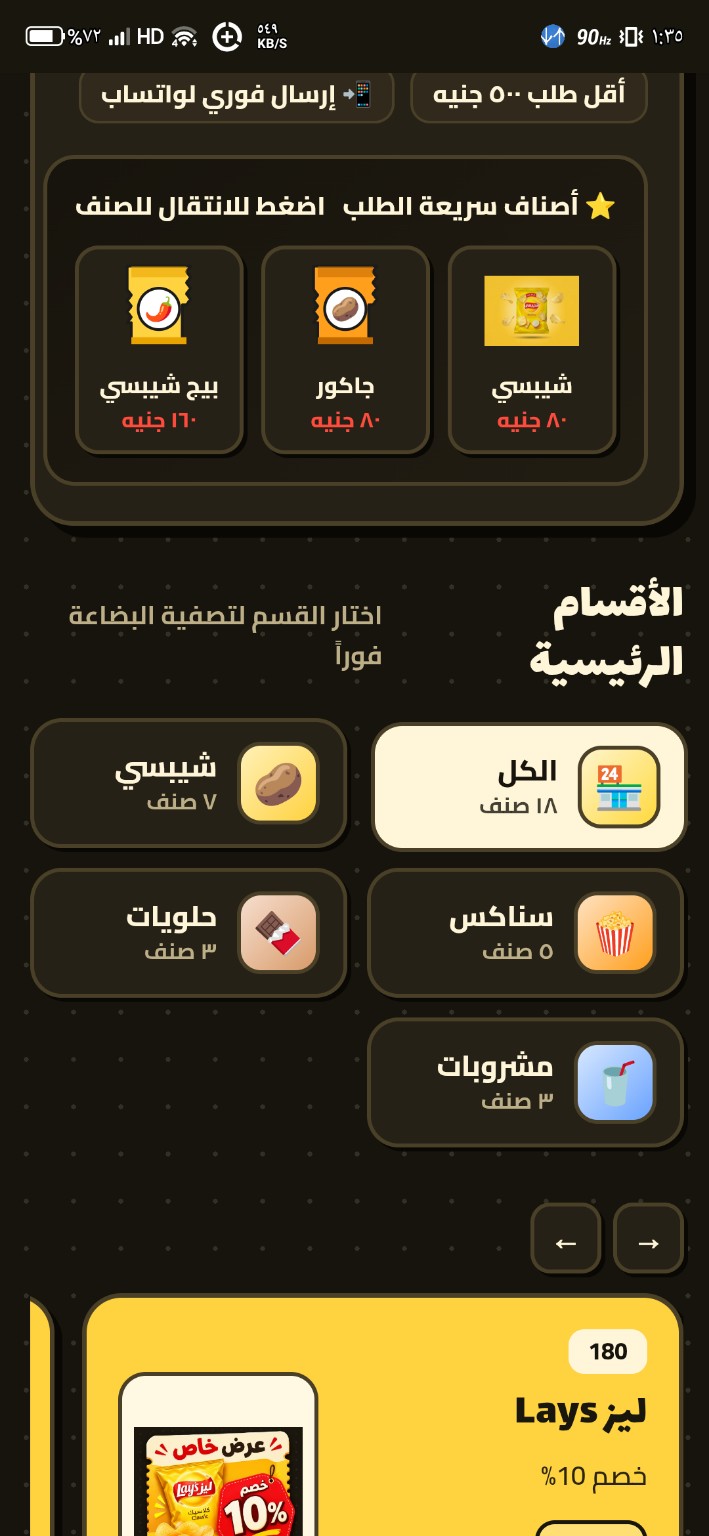 ١:٣٥ 90Hz ٥٤٩ KB/S HD %٧٢
أقل طلب ٥٠٠ جنيه
إرسال فوري لواتساب
أصناف سريعة الطلب اضغط للانتقال للصنف
شيبسي
٨٠ جنيه
جاكور
٨٠ جنيه
بيج شيبسي
١٦٠ جنيه
الأقسام
الرئيسية
اختار القسم لتصفية البضاعة
فوراً
24
الكل
١٨ صنف
شيبسي
٧ صنف
سناكس
٥ صنف
حلويات
٣ صنف
مشروبات
٣ صنف
→ ←
180
ليز Lays
خصم 10%
عرض خاص
ليز Lay's
كلاسيك
Classic
خصم
10%